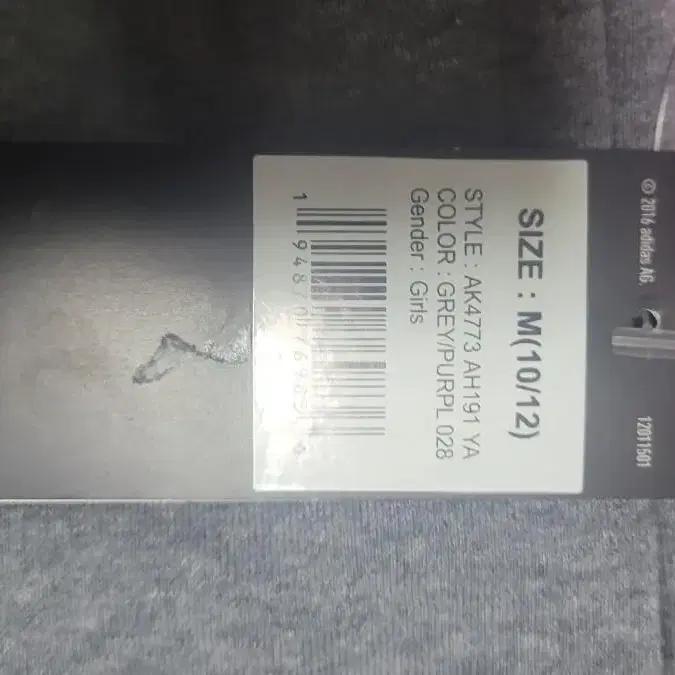 © 2016 adidas AG.
12011501
SIZE : M(10/12)
STYLE : AK4773 AH191 YA
COLOR : GREY/PURPL 028
Gender : Girls